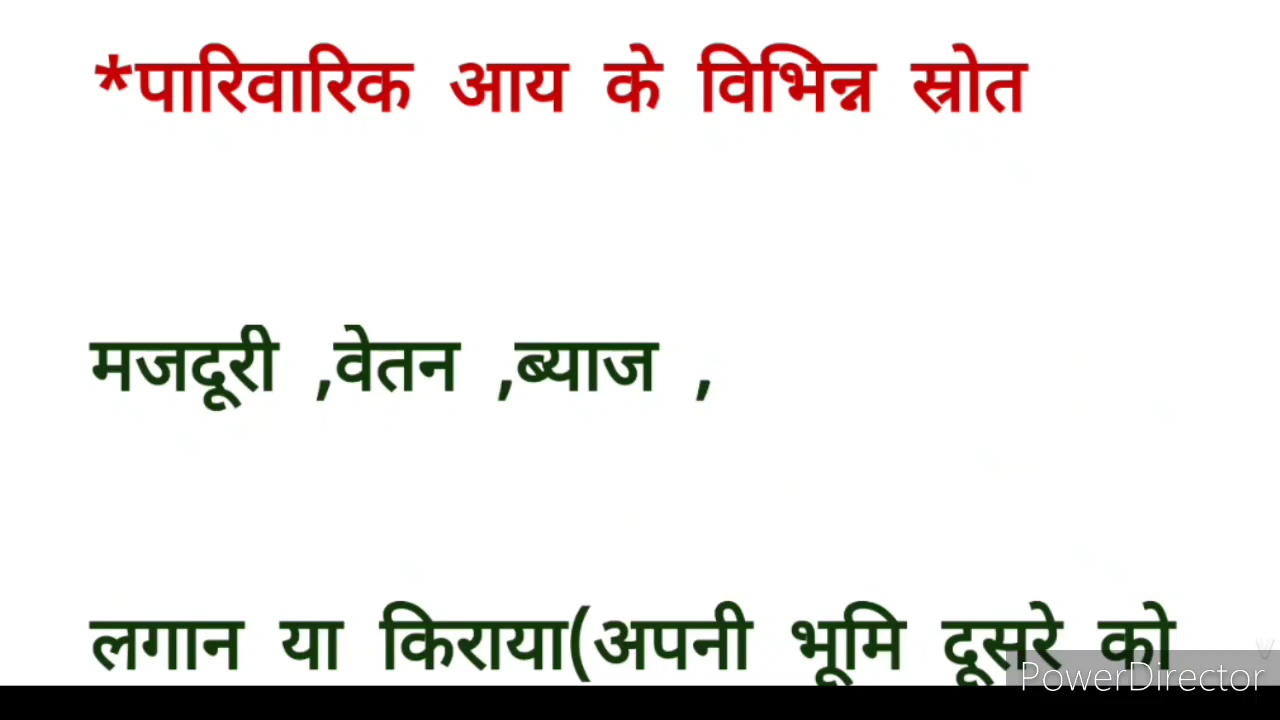 *पारिवारिक आय के विभिन्न स्रोत
मजदूरी ,वेतन ,ब्याज ,
लगान या किराया(अपनी भूमि दूसरे को
PowerDirector